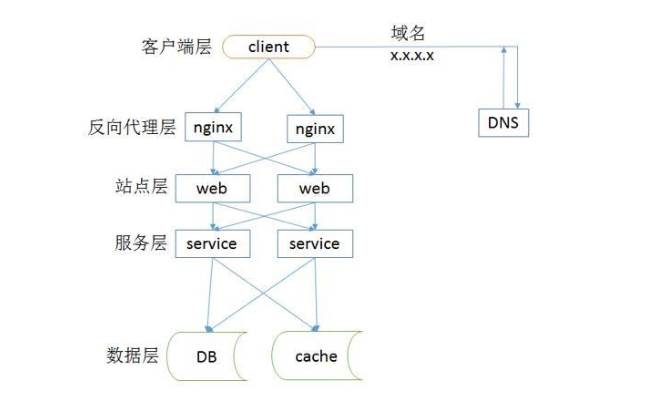 客户端层
client
域名
x.x.x.x
反向代理层
nginx
nginx
DNS
站点层
web
web
服务层
service
service
数据层
DB
cache